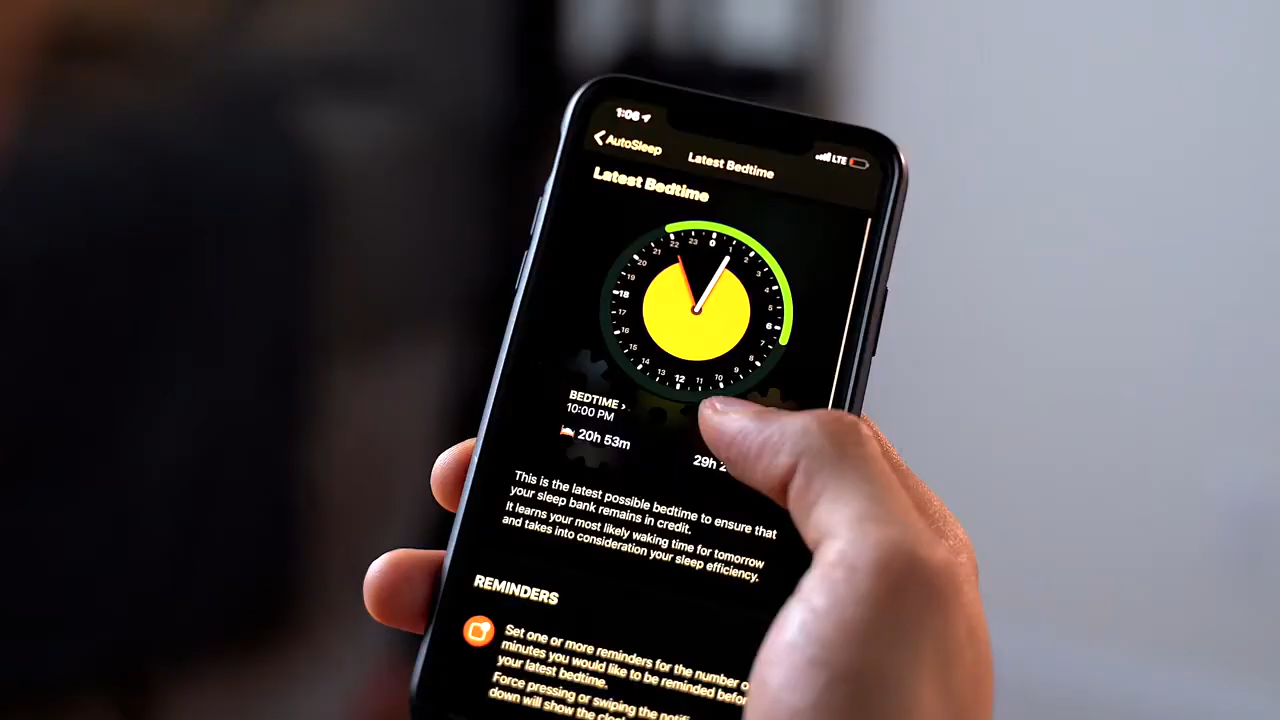 1:06
LTE
AutoSleep
Latest Bedtime
Latest Bedtime
0
1
2
3
4
5
6
7
8
9
10
11
12
13
14
15
16
17
18
19
20
21
22
23
BEDTIME ›
10:00 PM
20h 53m
29h
This is the latest possible bedtime to ensure that
your sleep bank remains in credit.
It learns your most likely waking time for tomorrow
and takes into consideration your sleep efficiency.
REMINDERS
Set one or more reminders for the number
minutes you would like to be reminded
your latest bedtime.
Force pressing or swiping the
down will show the